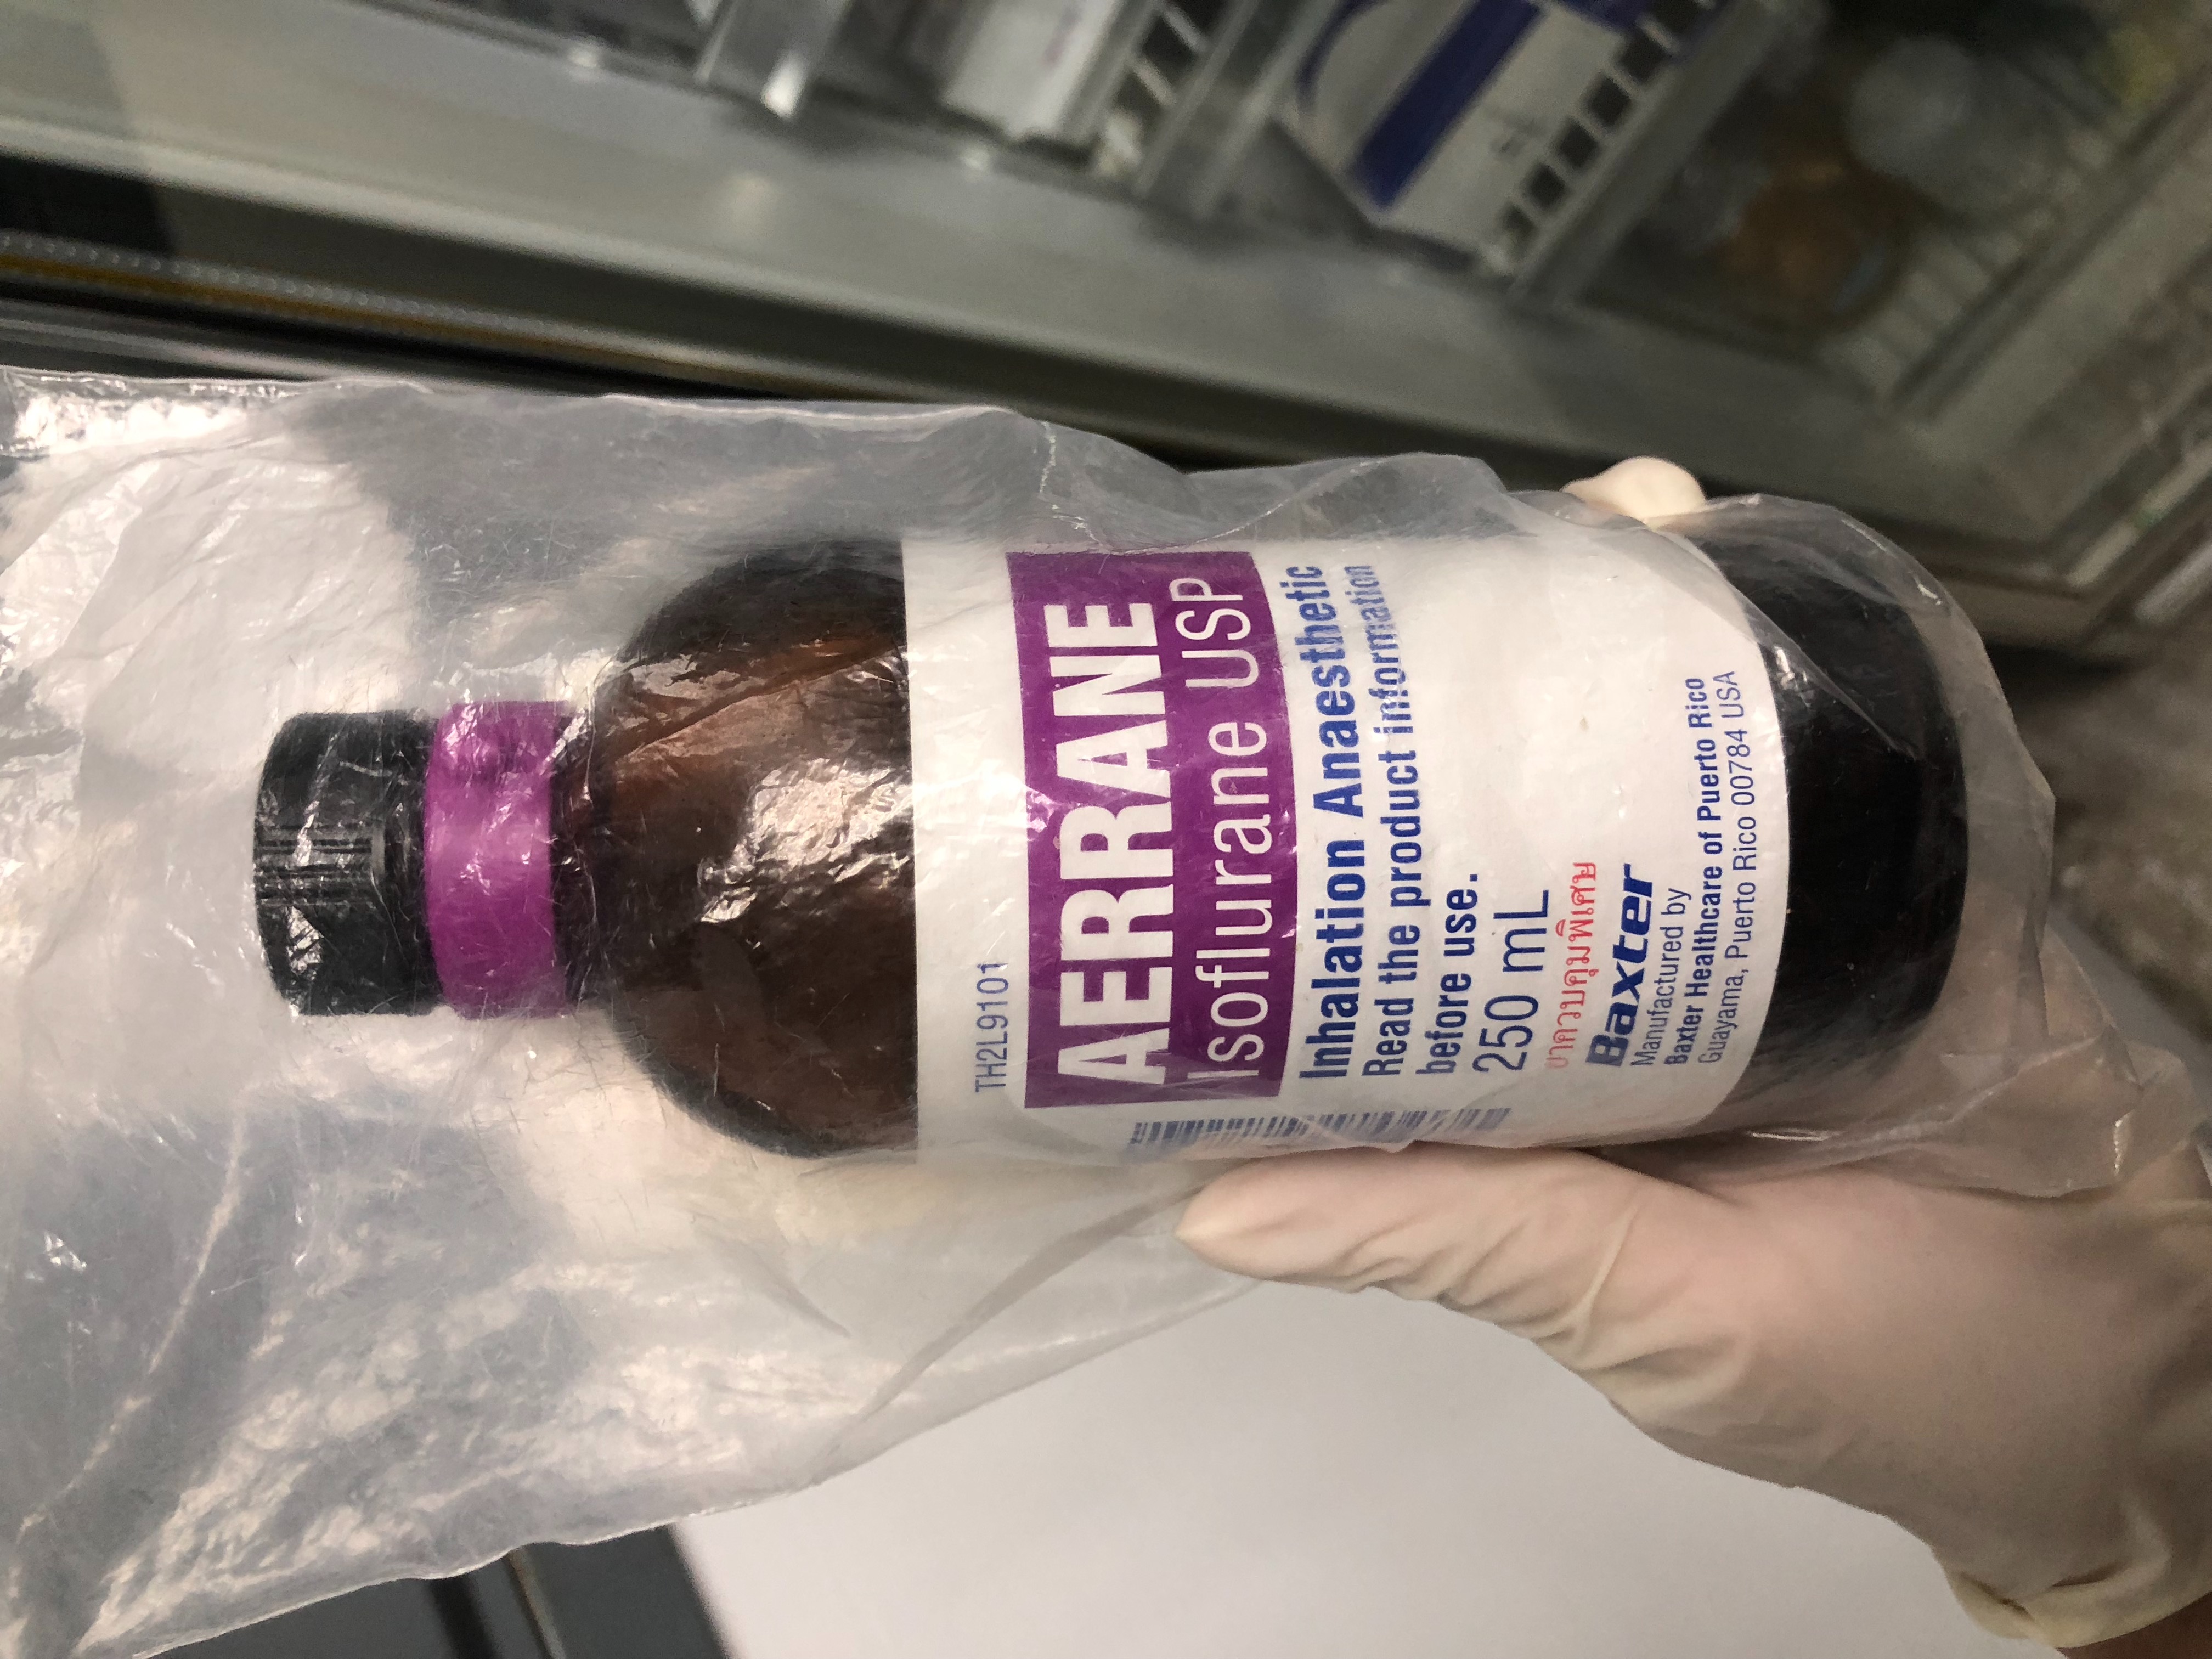 TH2L9101
AERRANE
Isoflurane USP
Inhalation Anaesthetic
Read the product information
before use.
250 mL
ยาควบคุมพิเศษ
Baxter
Manufactured by
Baxter Healthcare of Puerto Rico
Guayama, Puerto Rico 00784 USA